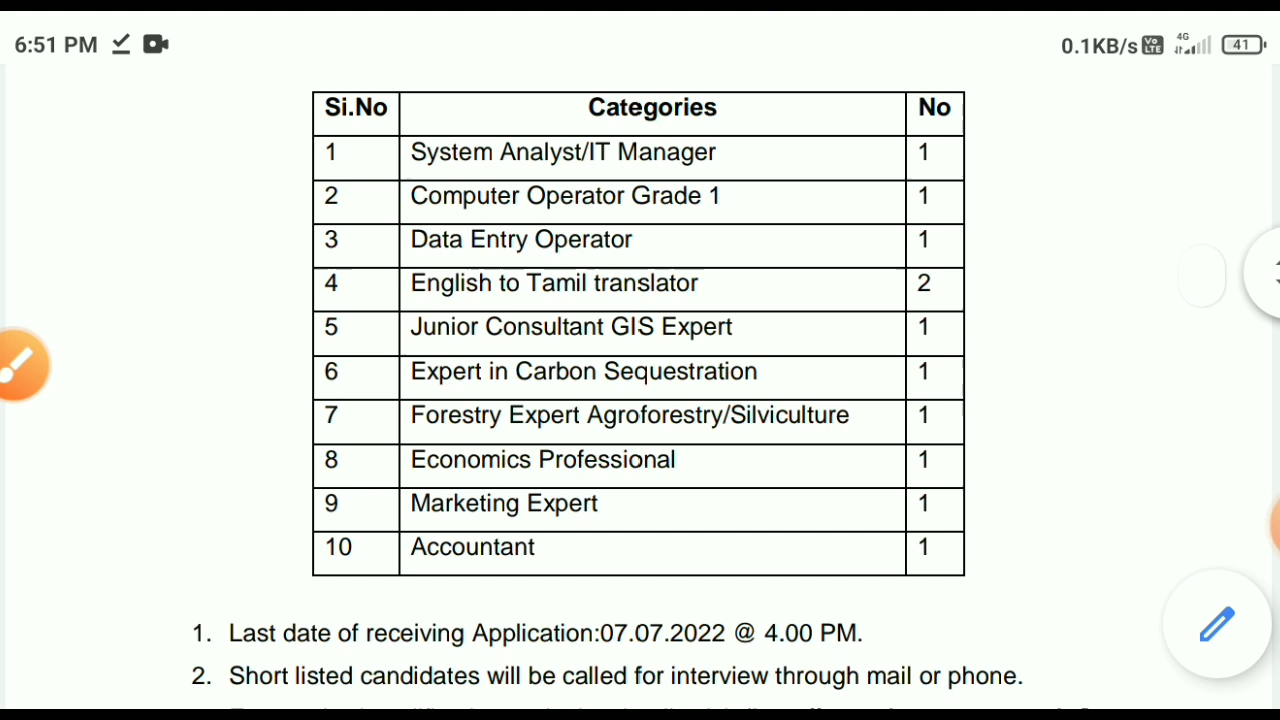 6:51 PM
0.1KB/s Vo LTE 4G 41
Si.No Categories No
1 System Analyst/IT Manager 1
2 Computer Operator Grade 1 1
3 Data Entry Operator 1
4 English to Tamil translator 2
5 Junior Consultant GIS Expert 1
6 Expert in Carbon Sequestration 1
7 Forestry Expert Agroforestry/Silviculture 1
8 Economics Professional 1
9 Marketing Expert 1
10 Accountant 1
1. Last date of receiving Application:07.07.2022 @ 4.00 PM.
2. Short listed candidates will be called for interview through mail or phone.